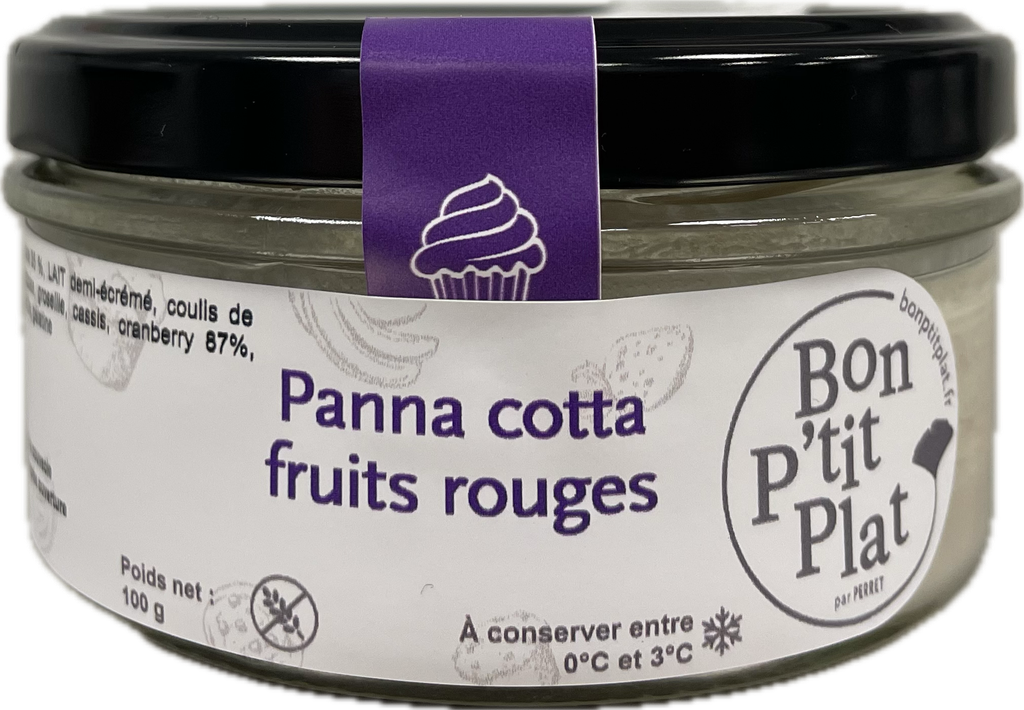 LAIT demi-écrémé, coulis de
groseille, cassis, cranberry 87%,
Panna cotta
fruits rouges
Poids net :
100 g
À conserver entre
0°C et 3°C
bonptitplat.fr
Bon
P'tit
Plat
par PERRET